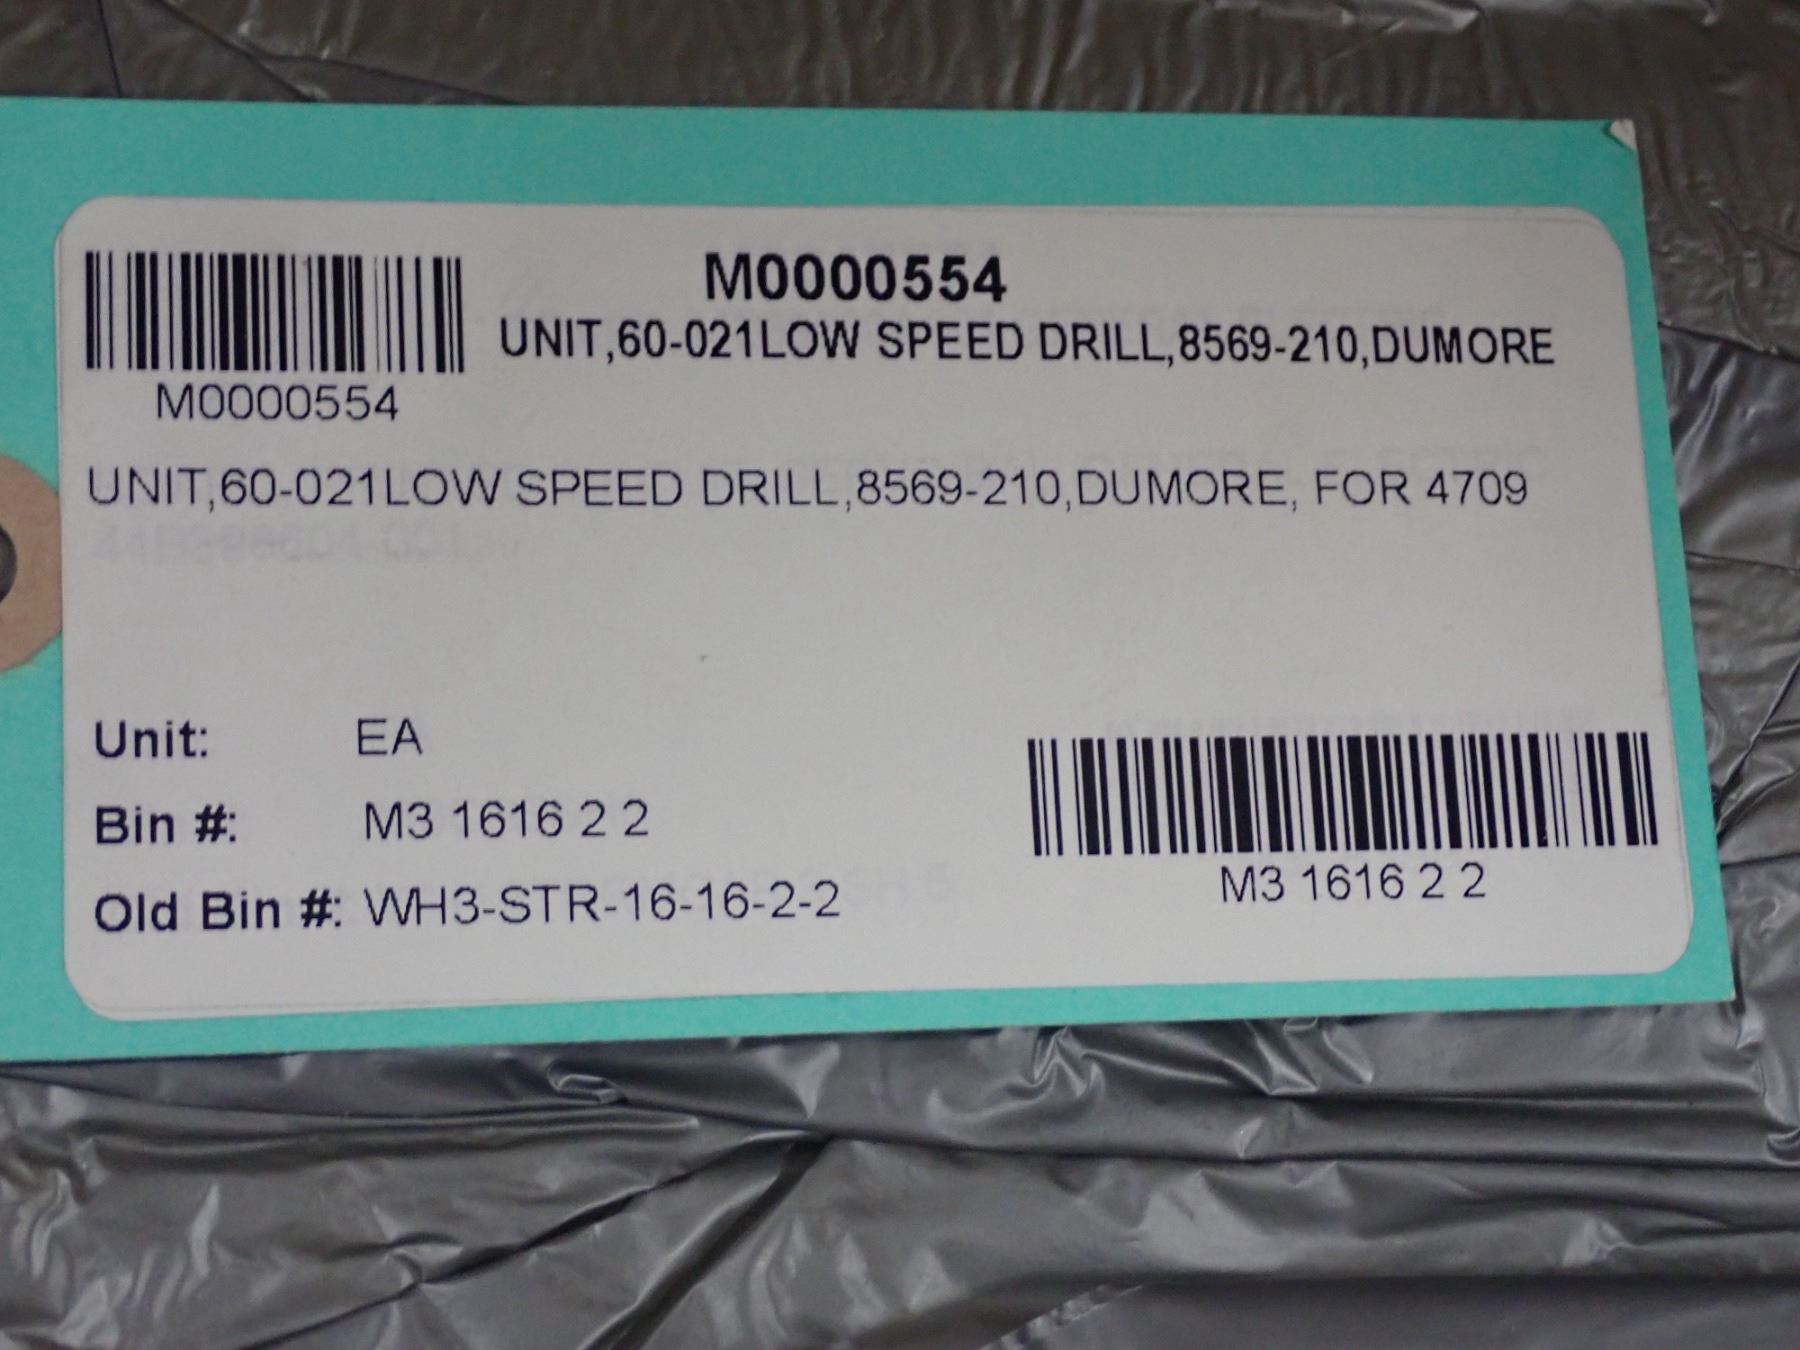 M0000554
UNIT,60-021LOW SPEED DRILL,8569-210,DUMORE
M0000554
UNIT,60-021LOW SPEED DRILL,8569-210,DUMORE, FOR 4709
Unit: EA
Bin #: M3 1616 2 2
M3 1616 2 2
Old Bin #: WH3-STR-16-16-2-2